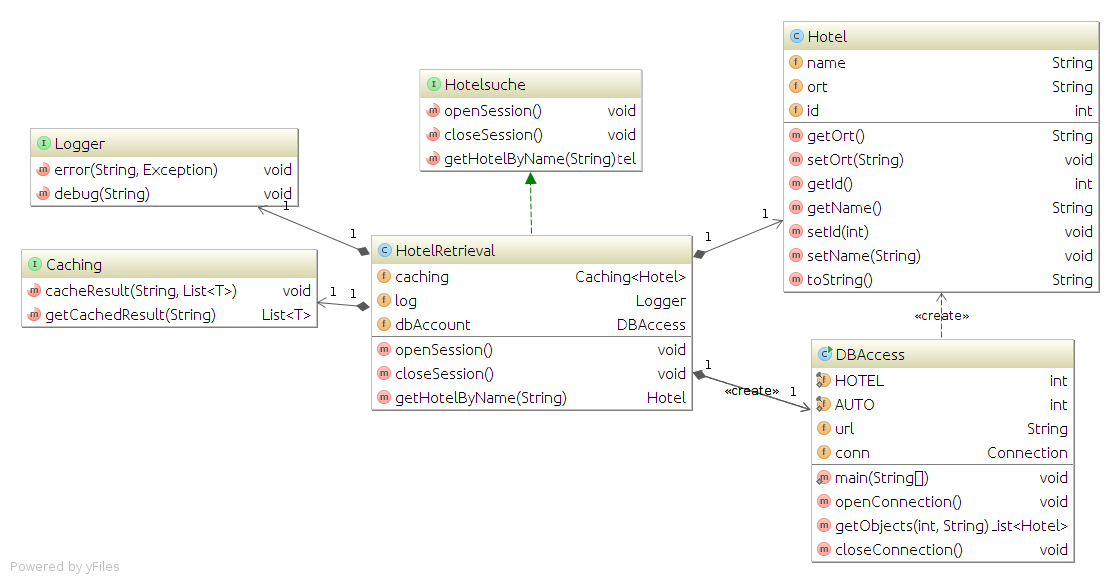 C Hotel
f name String
f ort String
f id int
m getOrt() String
m setOrt(String) void
m getId() int
m getName() String
m setId(int) void
m setName(String) void
m toString() String
I Hotelsuche
m openSession() void
m closeSession() void
m getHotelByName(String) tel
I Logger
m error(String, Exception) void
m debug(String) void
1
1
1
1
C HotelRetrieval
f caching Caching<Hotel>
f log Logger
f dbAccount DBAccess
m openSession() void
m closeSession() void
m getHotelByName(String) Hotel
I Caching
m cacheResult(String, List<T>) void
m getCachedResult(String) List<T>
1
1
«create»
1
«create»
1
C DBAccess
f HOTEL int
f AUTO int
f url String
f conn Connection
m main(String[]) void
m openConnection() void
m getObjects(int, String) ist<Hotel>
m closeConnection() void
Powered by yFiles